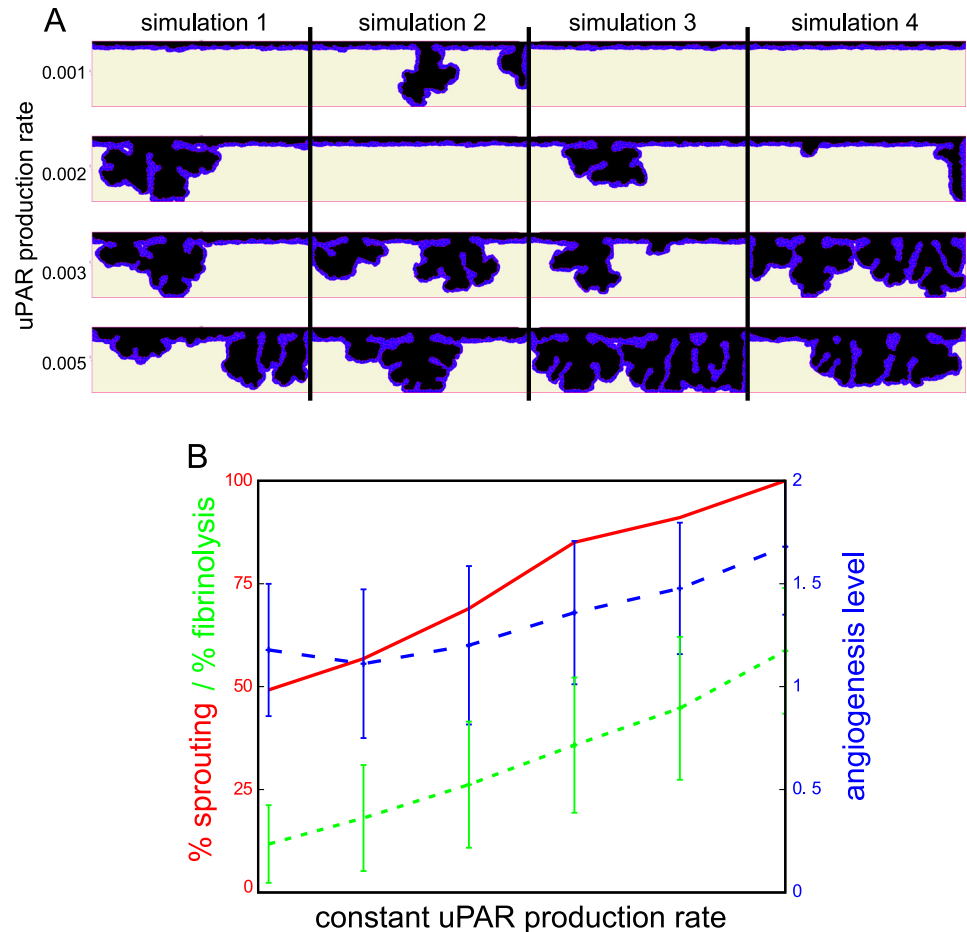 A
simulation 1
simulation 2
simulation 3
simulation 4
uPAR production rate
0.001
0.002
0.003
0.005
B
% sprouting / % fibrinolysis
100
75
50
25
0
2
1.5
1
0.5
0
angiogenesis level
constant uPAR production rate